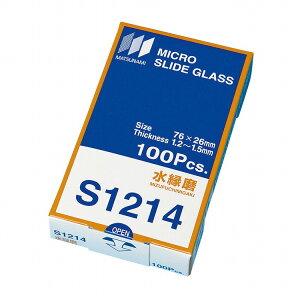 MATSUNAMI
MICRO
SLIDE GLASS
Size 76×26mm
Thickness 1.2~1.5mm
100Pcs.
水縁磨
MIZUFUCHIMIGAKI
S1214
OPEN
S1214
100Pcs.